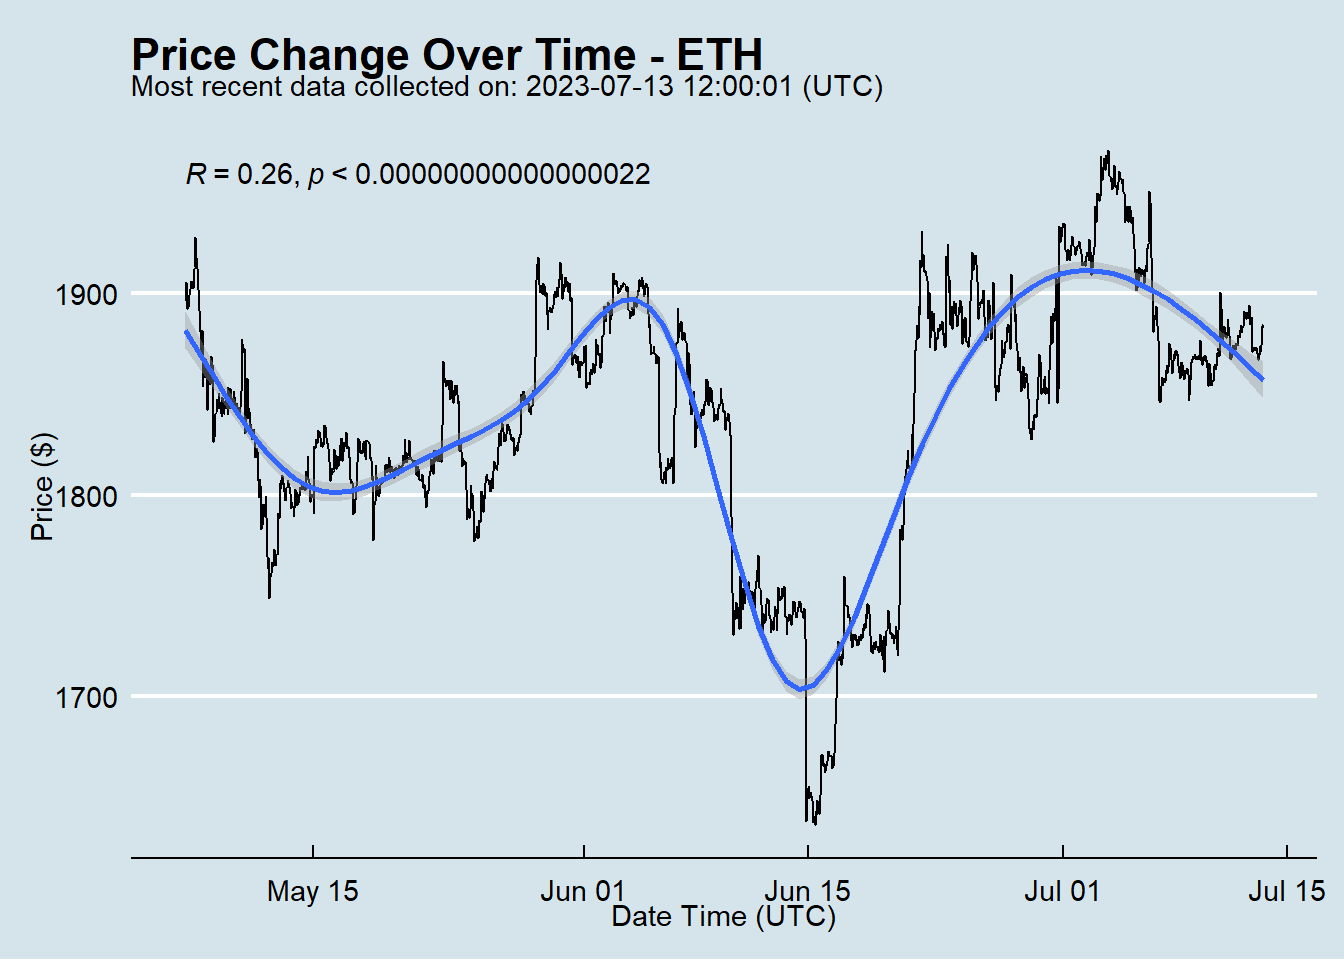 Price Change Over Time - ETH
Most recent data collected on: 2023-07-13 12:00:01 (UTC)
R = 0.26, p < 0.00000000000000022
1900
1800
1700
Price ($)
May 15
Jun 01
Jun 15
Jul 01
Jul 15
Date Time (UTC)